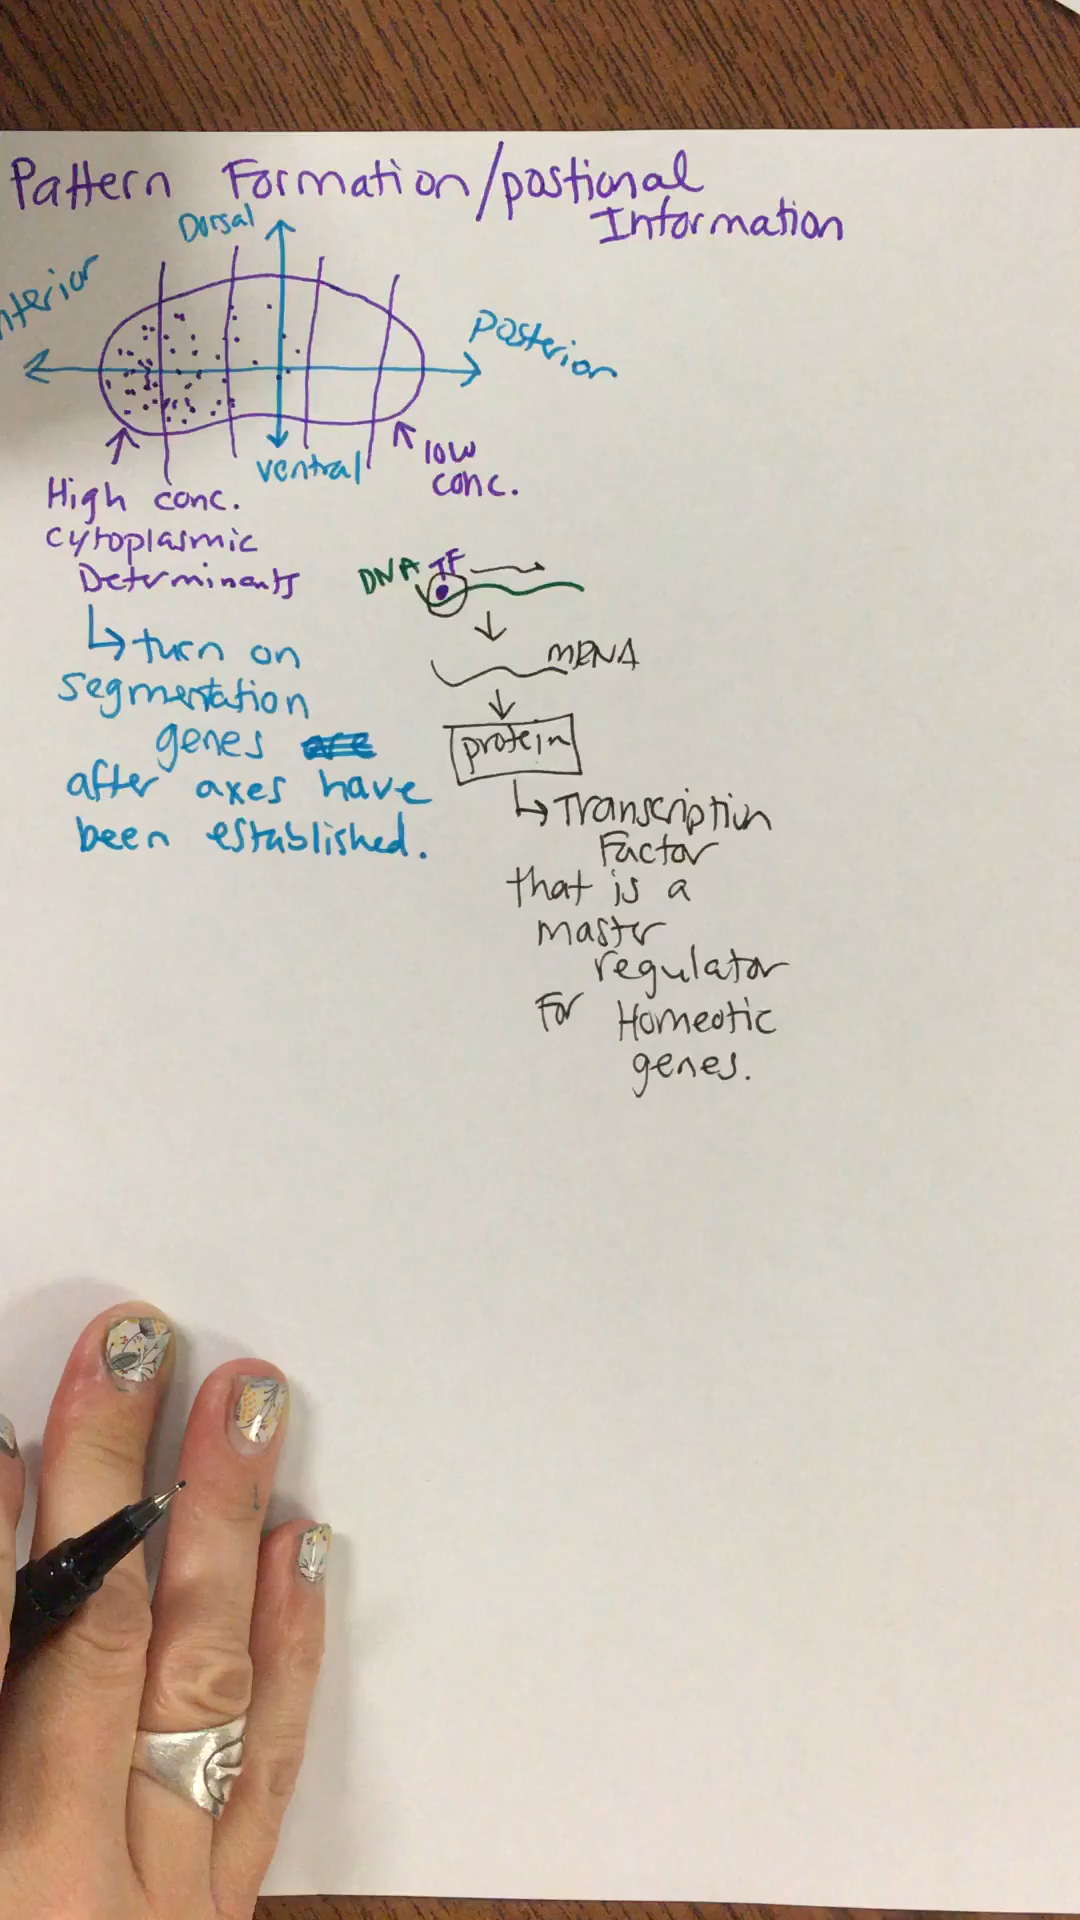 Pattern Formation/postional
Information
Dorsal
nterior
Posterior
ventral
low
conc.
High conc.
Cytoplasmic
Determinants
↳ turn on
segmentation
genes
after axes have
been established.
DNA TF
mRNA
protein
↳ Transcription
Factor
that is a
master
regulator
For Homeotic
genes.